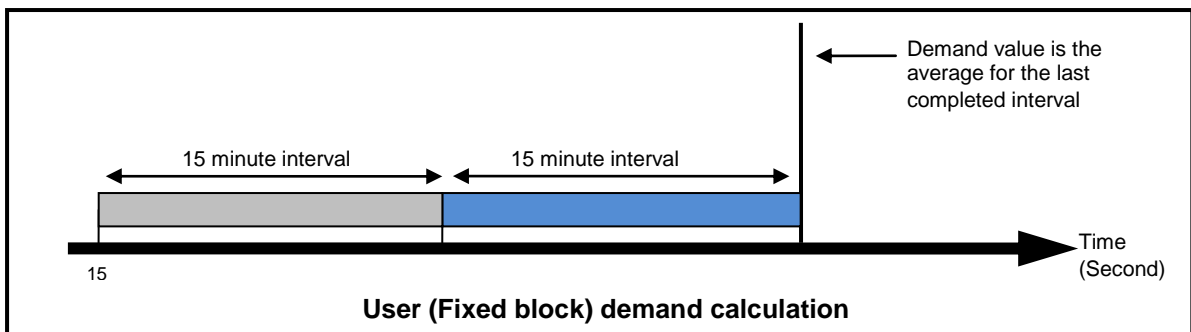 Demand value is the
average for the last
completed interval
15 minute interval
15 minute interval
Time
(Second)
15
User (Fixed block) demand calculation